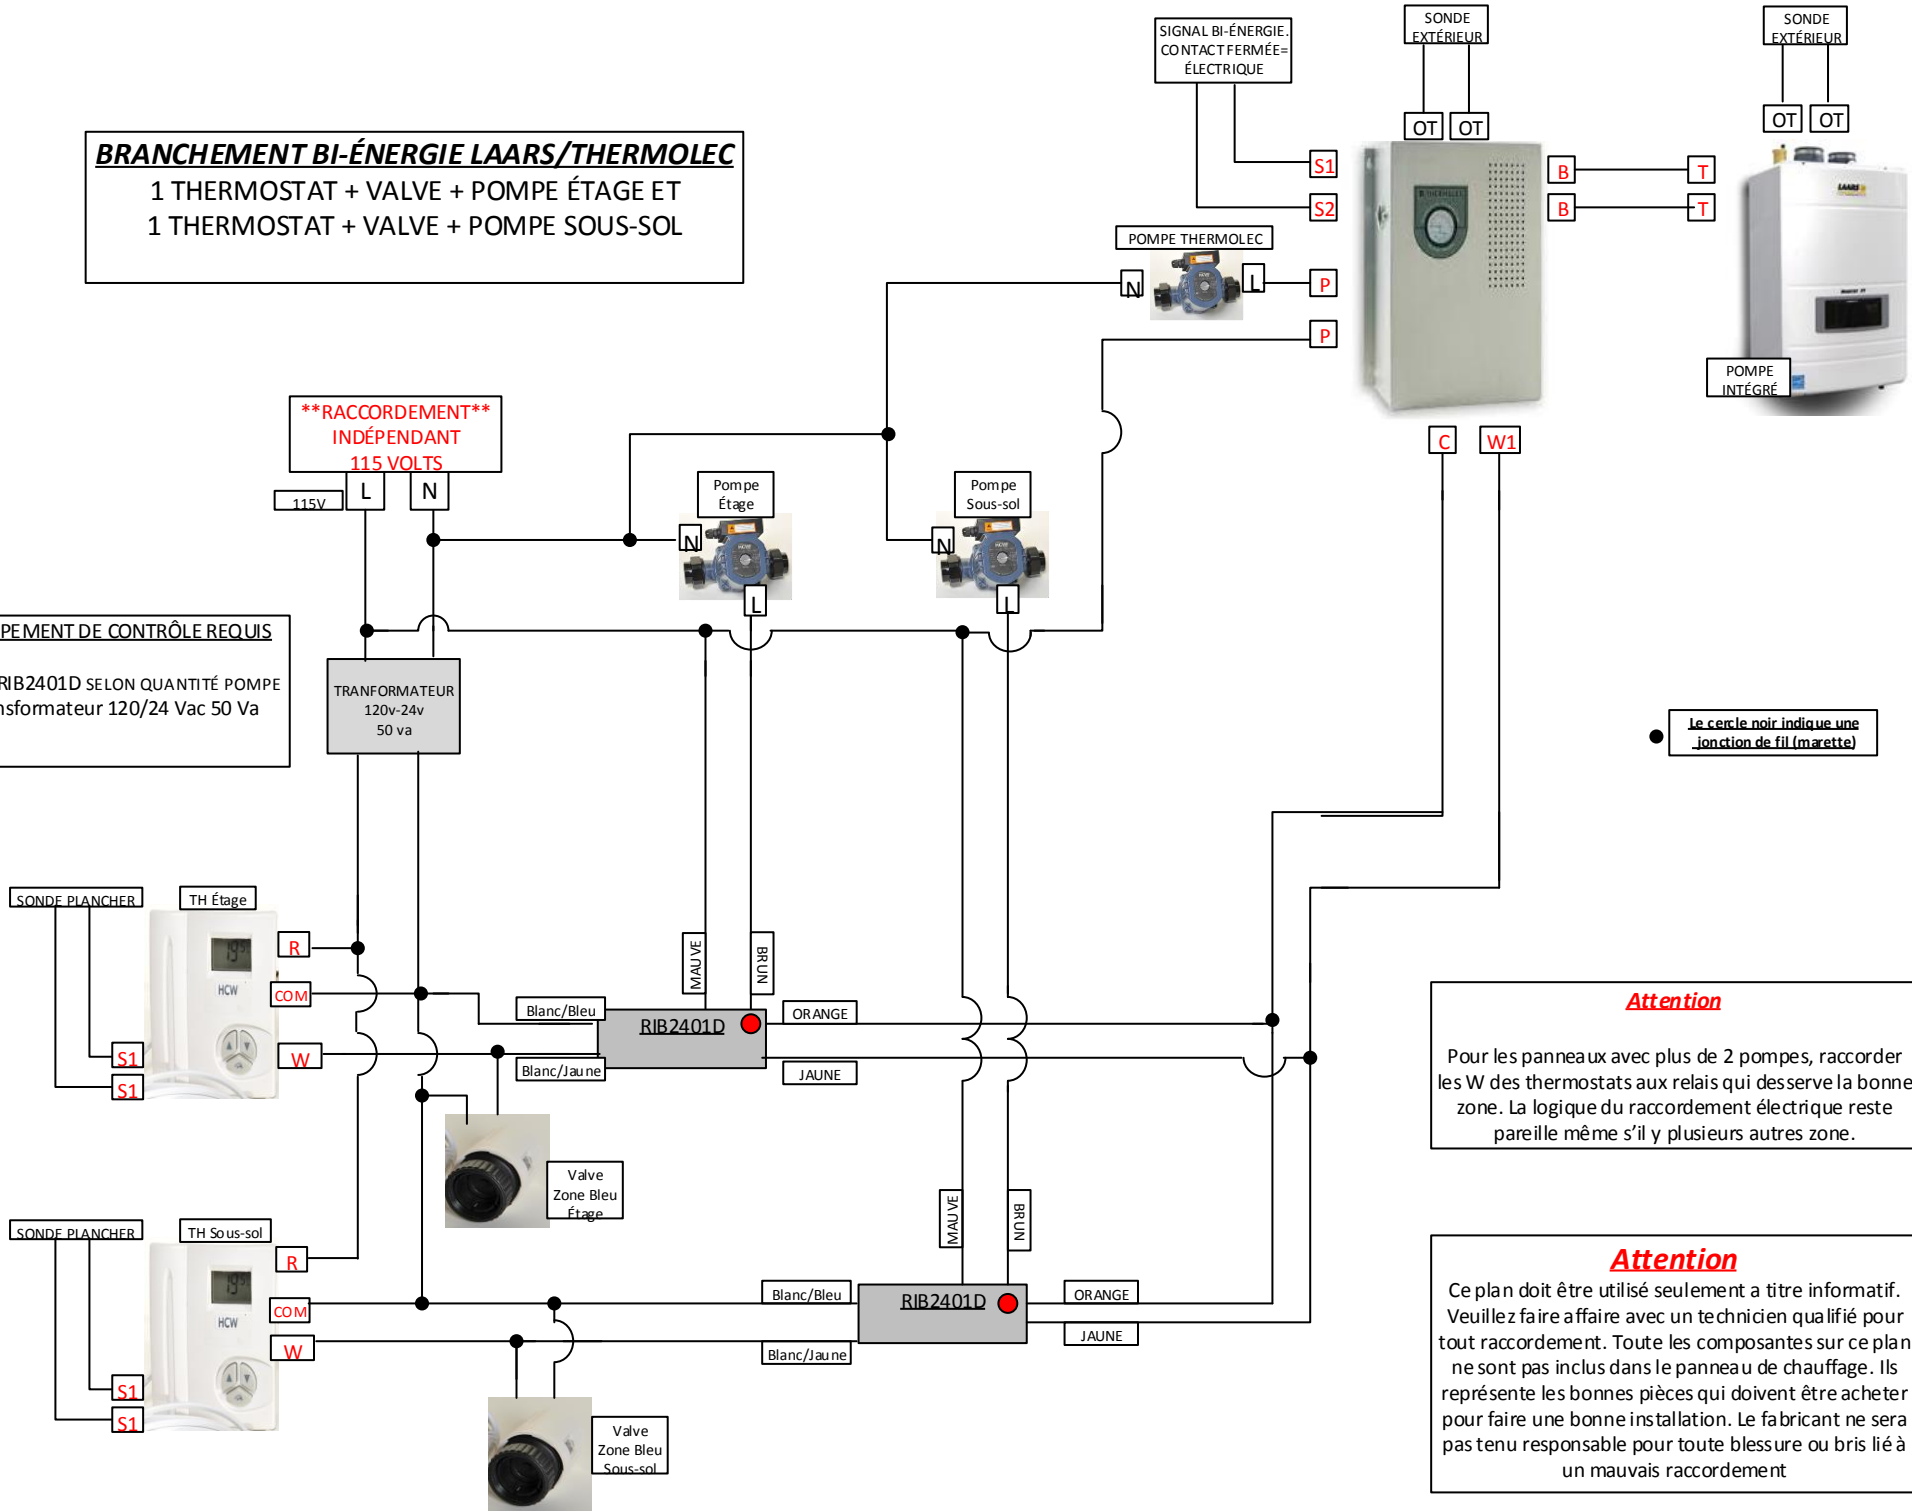 SIGNAL BI-ÉNERGIE.
CONTACT FERMÉE=
ÉLECTRIQUE
SONDE
EXTÉRIEUR
SONDE
EXTÉRIEUR
OT
OT
OT
OT
BRANCHEMENT BI-ÉNERGIE LAARS/THERMOLEC
1 THERMOSTAT + VALVE + POMPE ÉTAGE ET
1 THERMOSTAT + VALVE + POMPE SOUS-SOL
S1
S2
B
T
B
T
THERMOLEC
LAARS
POMPE THERMOLEC
N
L
P
P
POMPE
INTÉGRÉ
**RACCORDEMENT**
INDÉPENDANT
115 VOLTS
115V
L
N
C
W1
Pompe
Étage
N
L
Pompe
Sous-sol
N
L
PEMENT DE CONTRÔLE REQUIS
RIB2401D SELON QUANTITÉ POMPE
nsformateur 120/24 Vac 50 Va
TRANFORMATEUR
120v-24v
50 va
Le cercle noir indique une
jonction de fil (marette)
SONDE PLANCHER
TH Étage
R
COM
W
S1
S1
HCW
MAUVE
BRUN
Blanc/Bleu
Blanc/Jaune
RIB2401D
ORANGE
JAUNE
Valve
Zone Bleu
Étage
Attention
Pour les panneaux avec plus de 2 pompes, raccorder
les W des thermostats aux relais qui desserve la bonne
zone. La logique du raccordement électrique reste
pareille même s’il y plusieurs autres zone.
SONDE PLANCHER
TH Sous-sol
R
COM
W
S1
S1
HCW
MAUVE
BRUN
Blanc/Bleu
Blanc/Jaune
RIB2401D
ORANGE
JAUNE
Valve
Zone Bleu
Sous-sol
Attention
Ce plan doit être utilisé seulement a titre informatif.
Veuillez faire affaire avec un technicien qualifié pour
tout raccordement. Toute les composantes sur ce plan
ne sont pas inclus dans le panneau de chauffage. Ils
représente les bonnes pièces qui doivent être acheter
pour faire une bonne installation. Le fabricant ne sera
pas tenu responsable pour toute blessure ou bris lié à
un mauvais raccordement